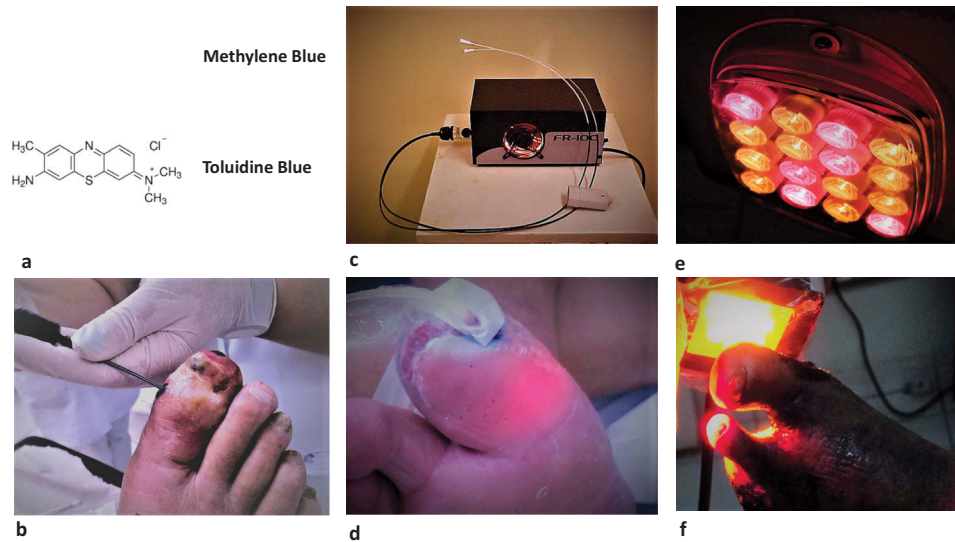 Methylene Blue
Toluidine Blue
H₃C
N
Cl⁻
H₂N
S
N⁺
CH₃
CH₃
FR-100
a
c
e
b
d
f